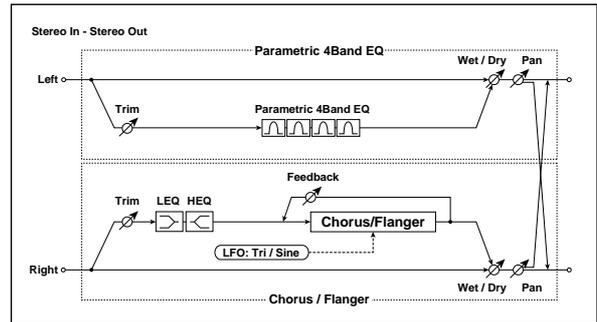 Stereo In - Stereo Out
Parametric 4Band EQ
Wet / Dry
Pan
Left
Trim
Parametric 4Band EQ
Feedback
Trim
LEQ
HEQ
Chorus/Flanger
LFO: Tri / Sine
Right
Wet / Dry
Pan
Chorus / Flanger